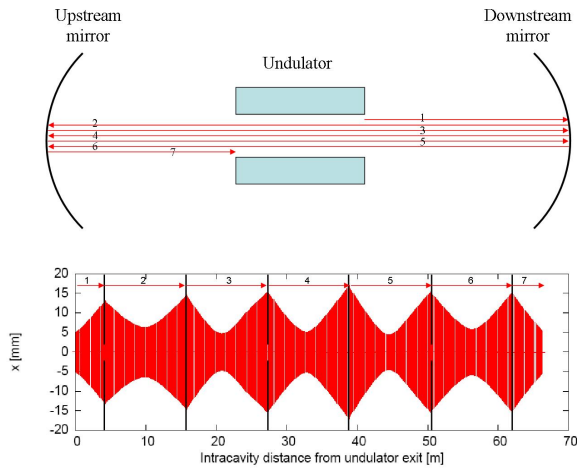 Upstream
mirror
Downstream
mirror
Undulator
1
2
3
4
5
6
7
20
15
10
5
0
-5
-10
-15
-20
x [mm]
1 2 3 4 5 6 7
0 10 20 30 40 50 60 70
Intracavity distance from undulator exit [m]